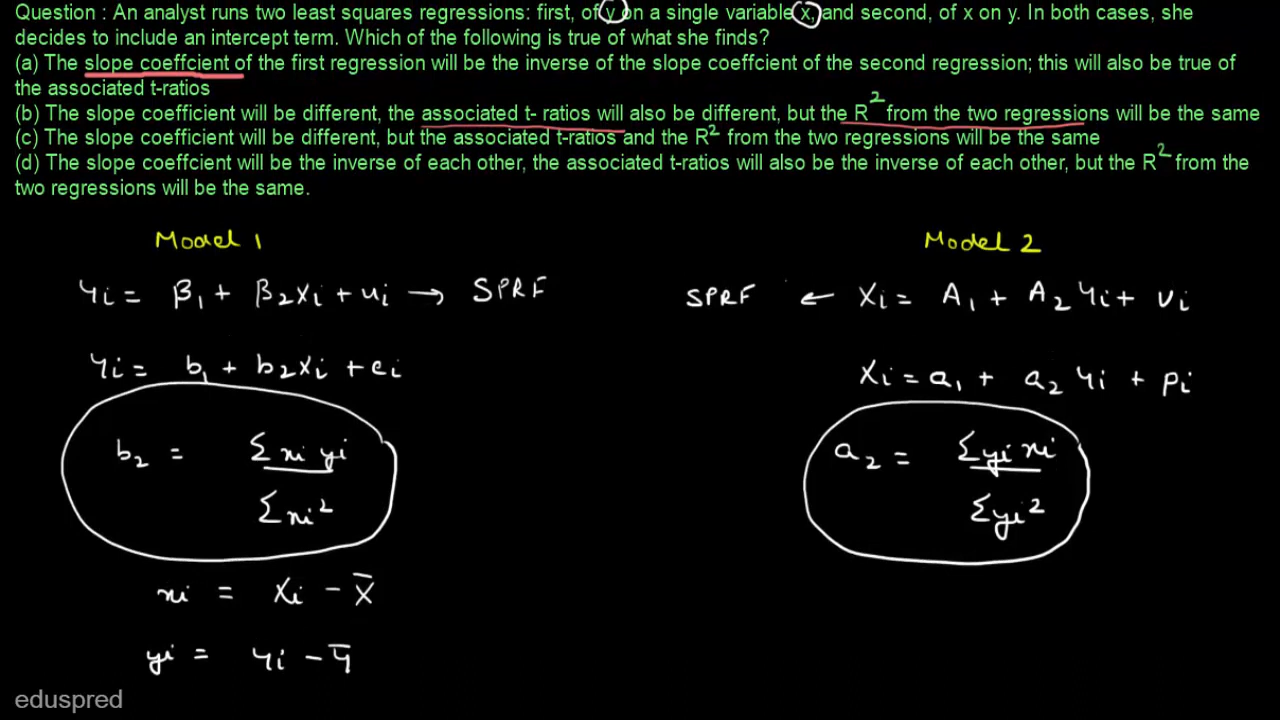 Question : An analyst runs two least squares regressions: first, of y on a single variable x, and second, of x on y. In both cases, she
decides to include an intercept term. Which of the following is true of what she finds?
(a) The slope coeffcient of the first regression will be the inverse of the slope coeffcient of the second regression; this will also be true of
the associated t-ratios
(b) The slope coefficient will be different, the associated t- ratios will also be different, but the R² from the two regressions will be the same
(c) The slope coefficient will be different, but the associated t-ratios and the R² from the two regressions will be the same
(d) The slope coeffcient will be the inverse of each other, the associated t-ratios will also be the inverse of each other, but the R² from the
two regressions will be the same.
Model 1 Model 2
Yi = β₁ + β₂Xi + ui → SPRF SPRF ← Xi = A₁ + A₂ Yi + vi
Yi = b₁ + b₂Xi + ei Xi = a₁ + a₂ Yi + pi
b₂ = Σxi yi / Σxi² a₂ = Σyi xi / Σyi²
xi = Xi − X̄
yi = Yi − Ȳ
eduspred